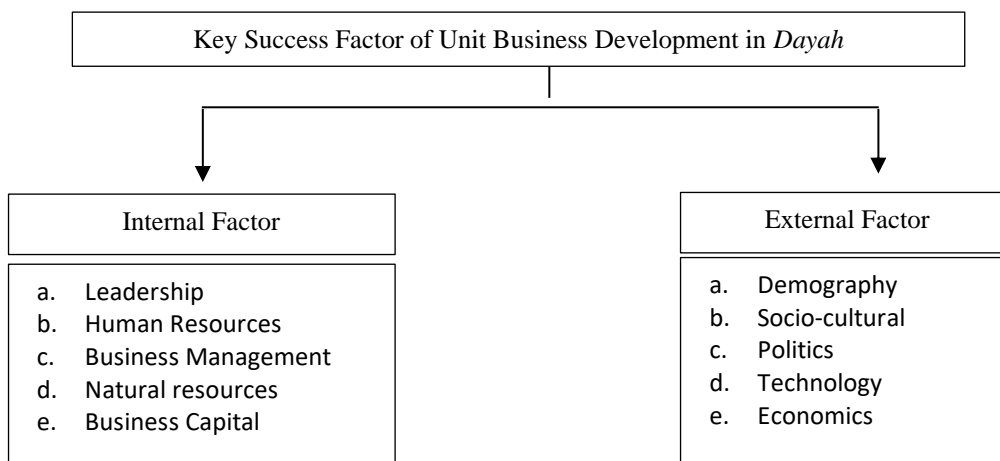 Key Success Factor of Unit Business Development in Dayah
Internal Factor
a. Leadership
b. Human Resources
c. Business Management
d. Natural resources
e. Business Capital
External Factor
a. Demography
b. Socio-cultural
c. Politics
d. Technology
e. Economics